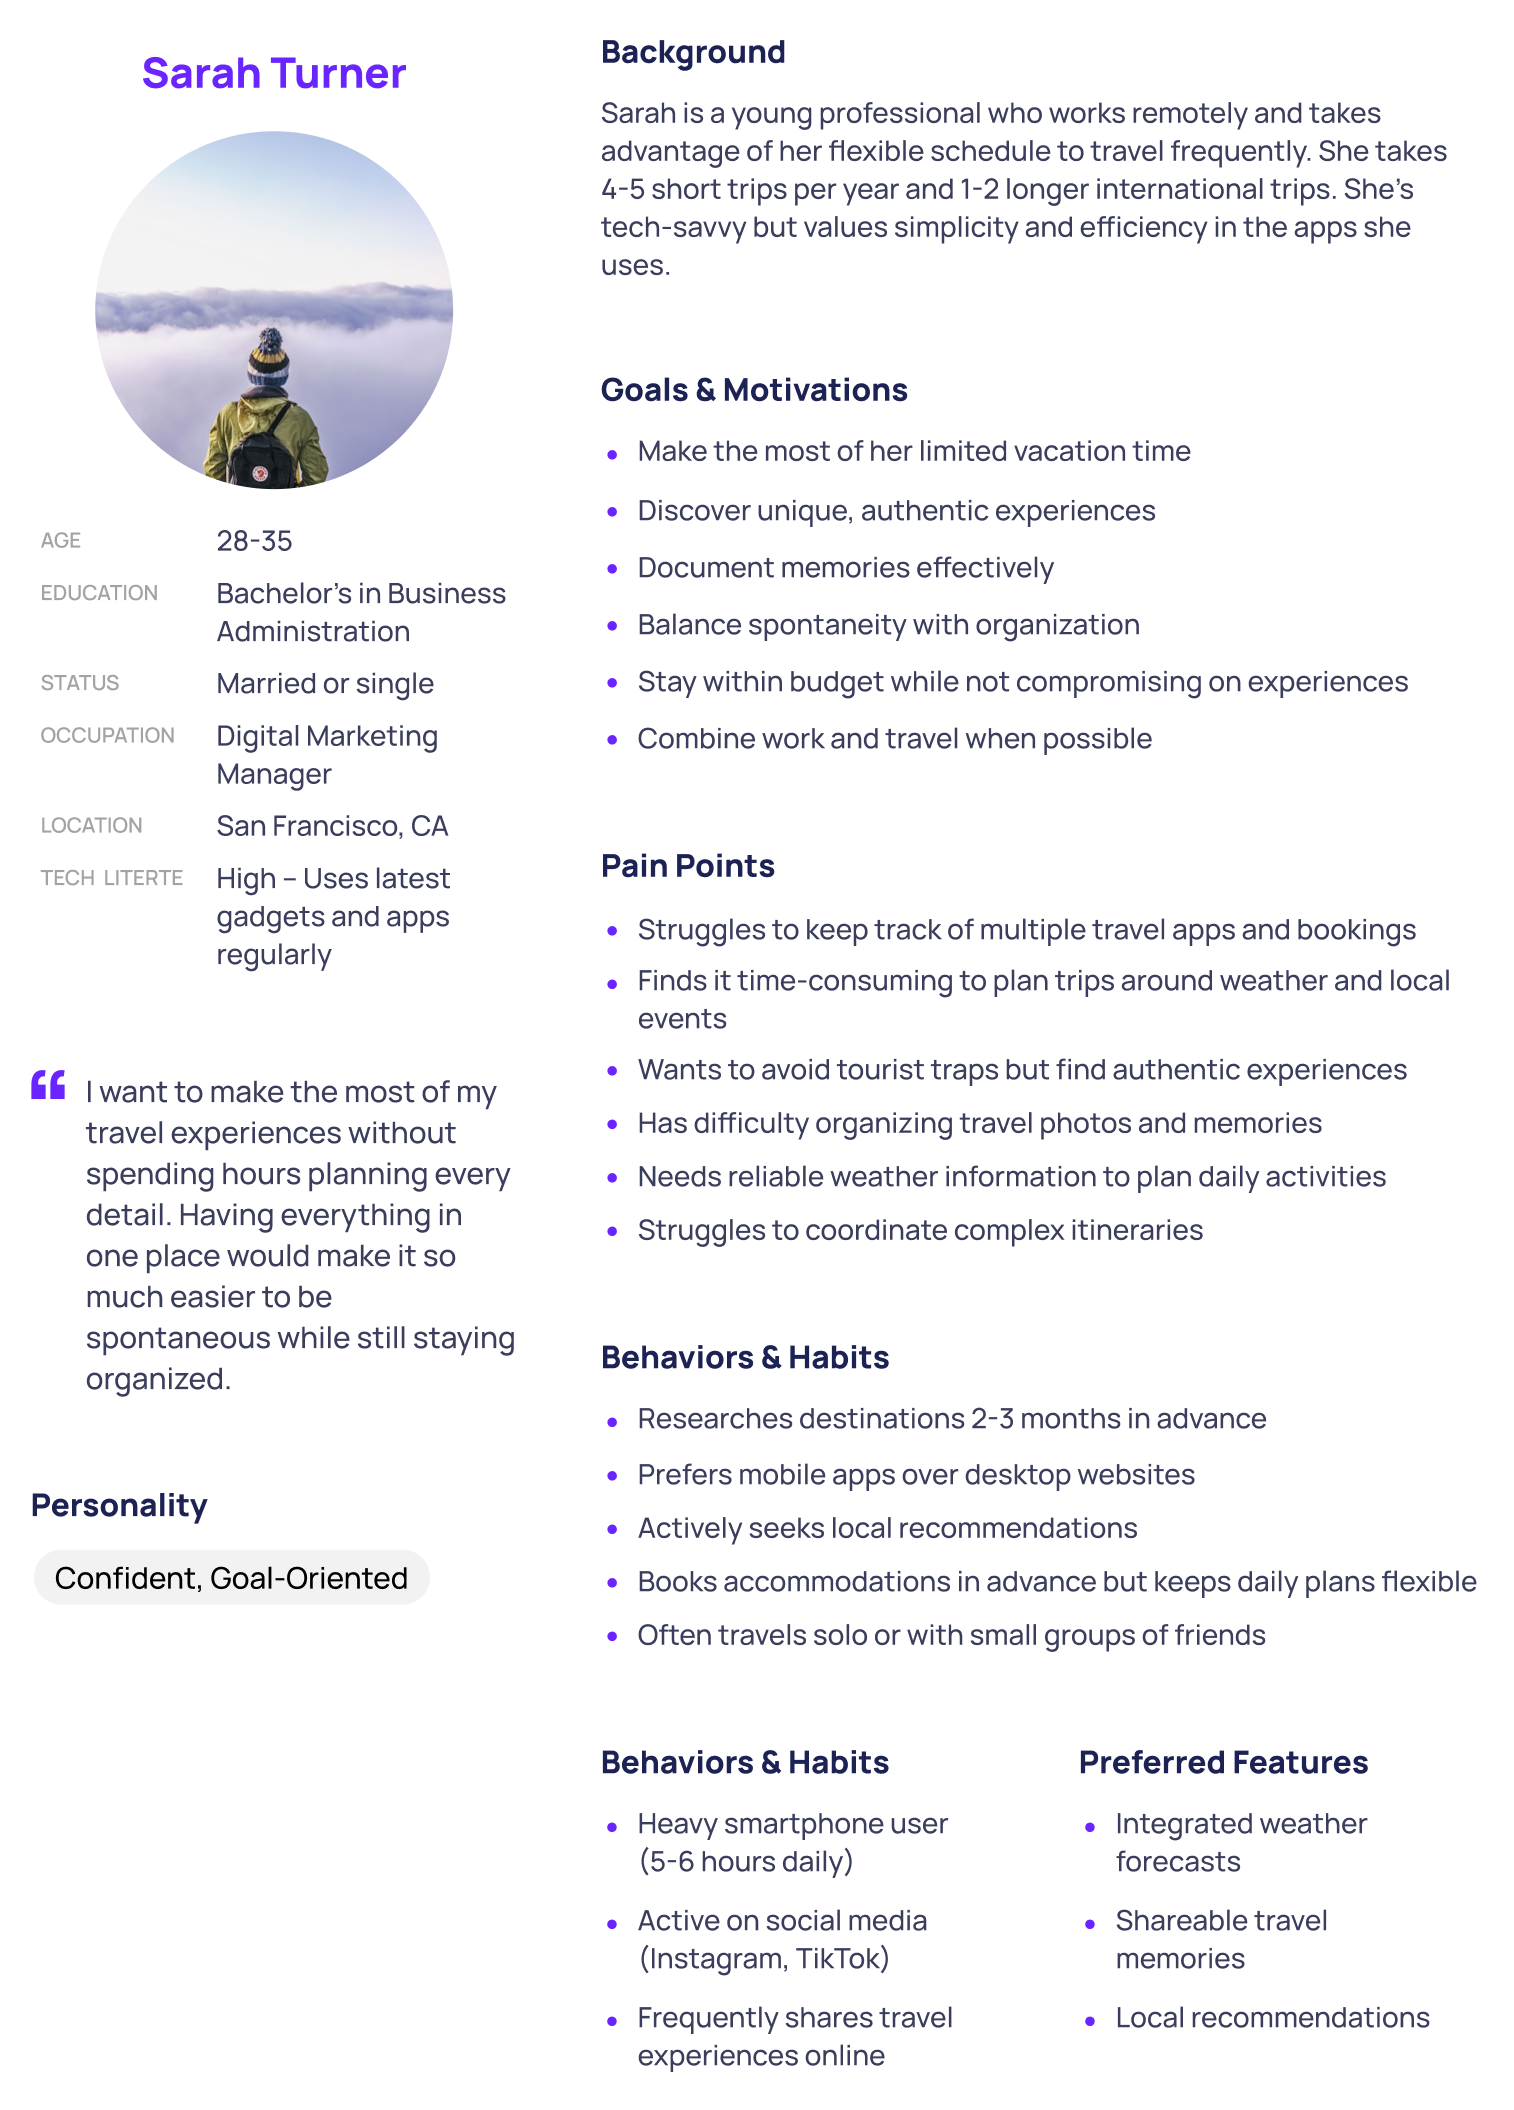 Sarah Turner
AGE
28-35
EDUCATION
Bachelor's in Business
Administration
STATUS
Married or single
OCCUPATION
Digital Marketing
Manager
LOCATION
San Francisco, CA
TECH LITERTE
High – Uses latest
gadgets and apps
regularly
“ I want to make the most of my
travel experiences without
spending hours planning every
detail. Having everything in
one place would make it so
much easier to be
spontaneous while still staying
organized.
Personality
Confident, Goal-Oriented
Background
Sarah is a young professional who works remotely and takes
advantage of her flexible schedule to travel frequently. She takes
4-5 short trips per year and 1-2 longer international trips. She's
tech-savvy but values simplicity and efficiency in the apps she
uses.
Goals & Motivations
• Make the most of her limited vacation time
• Discover unique, authentic experiences
• Document memories effectively
• Balance spontaneity with organization
• Stay within budget while not compromising on experiences
• Combine work and travel when possible
Pain Points
• Struggles to keep track of multiple travel apps and bookings
• Finds it time-consuming to plan trips around weather and local
events
• Wants to avoid tourist traps but find authentic experiences
• Has difficulty organizing travel photos and memories
• Needs reliable weather information to plan daily activities
• Struggles to coordinate complex itineraries
Behaviors & Habits
• Researches destinations 2-3 months in advance
• Prefers mobile apps over desktop websites
• Actively seeks local recommendations
• Books accommodations in advance but keeps daily plans flexible
• Often travels solo or with small groups of friends
Behaviors & Habits
• Heavy smartphone user
(5-6 hours daily)
• Active on social media
(Instagram, TikTok)
• Frequently shares travel
experiences online
Preferred Features
• Integrated weather
forecasts
• Shareable travel
memories
• Local recommendations